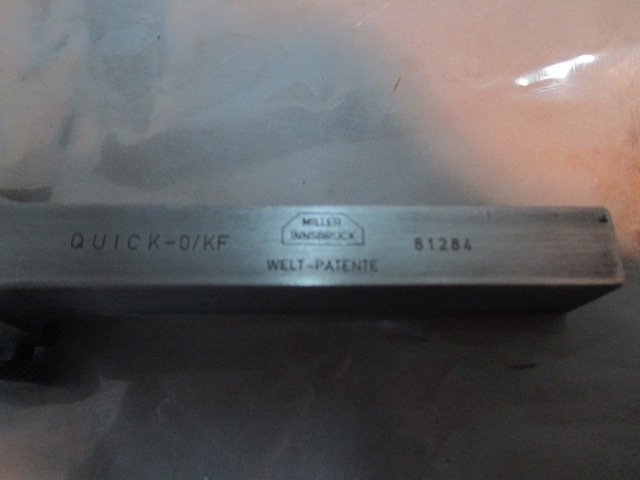 QUICK-0/KF
MILLER
INNSBRUCK
WELT-PATENTE
81284